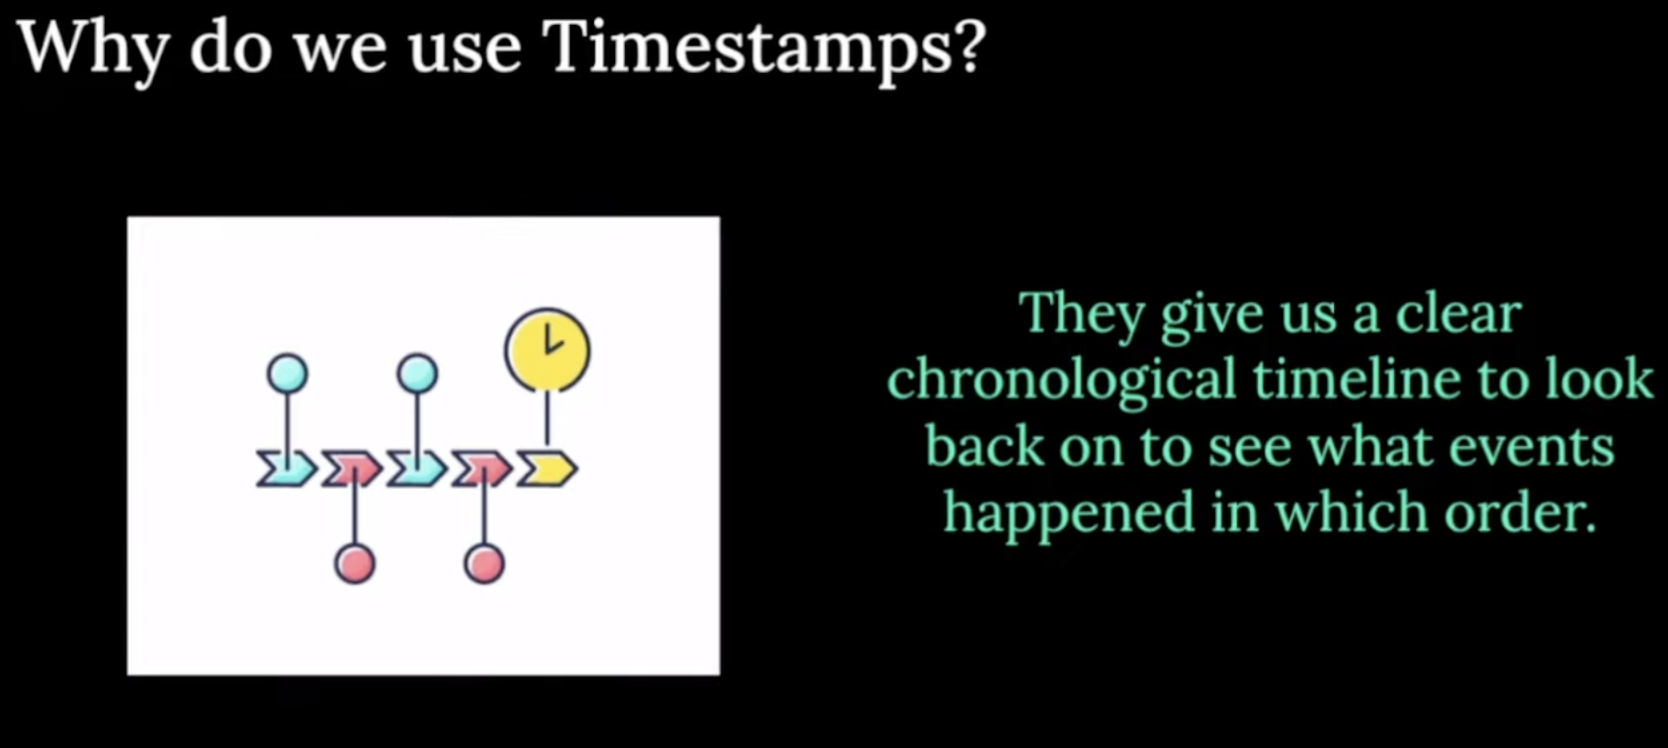 Why do we use Timestamps?
They give us a clear
chronological timeline to look
back on to see what events
happened in which order.